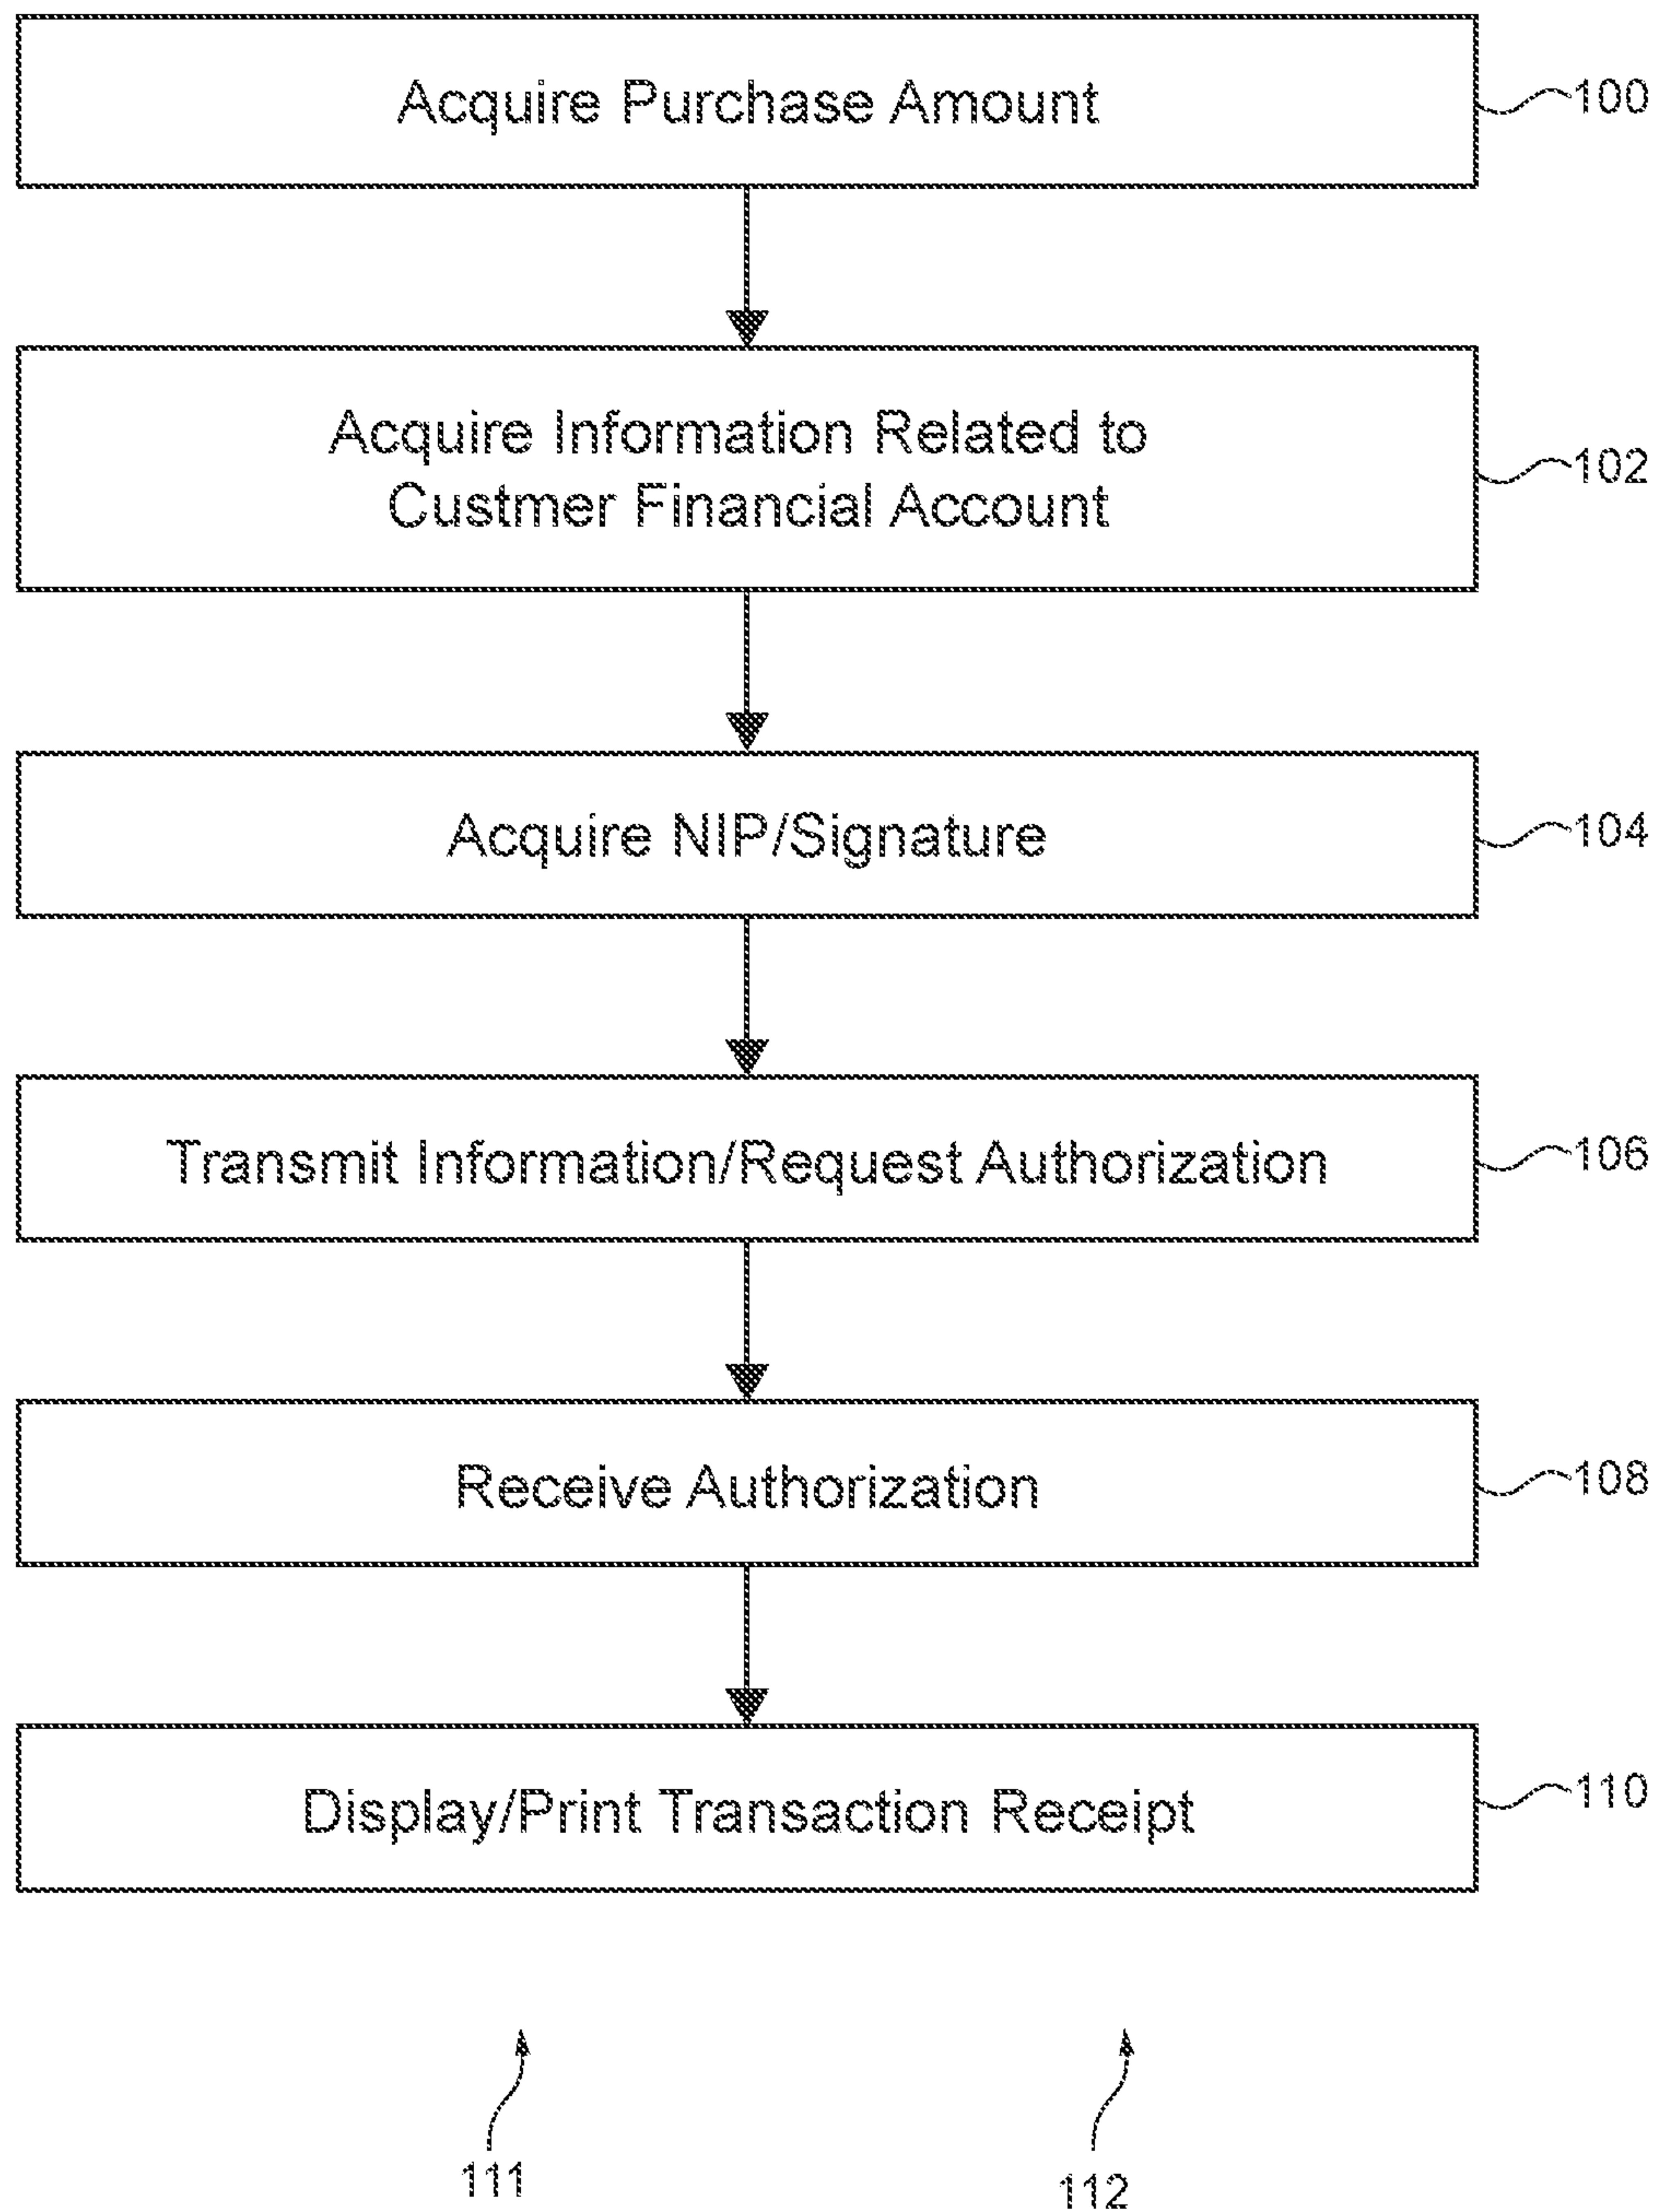 Acquire Purchase Amount
100
Acquire Information Related to
Custmer Financial Account
102
Acquire NIP/Signature
104
Transmit Information/Request Authorization
106
Receive Authorization
108
Display/Print Transaction Receipt
110
111
112